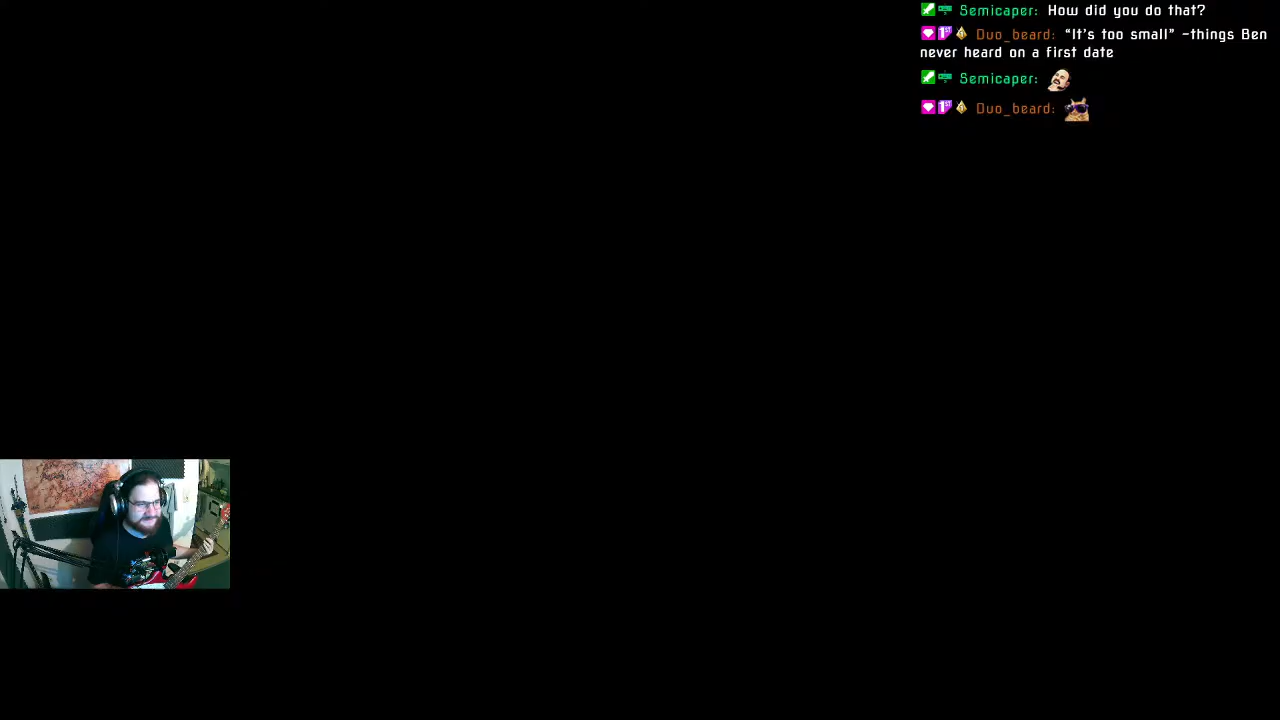 Semicaper: How did you do that?
Duo_beard: “It's too small” -things Ben
never heard on a first date
Semicaper:
Duo_beard: